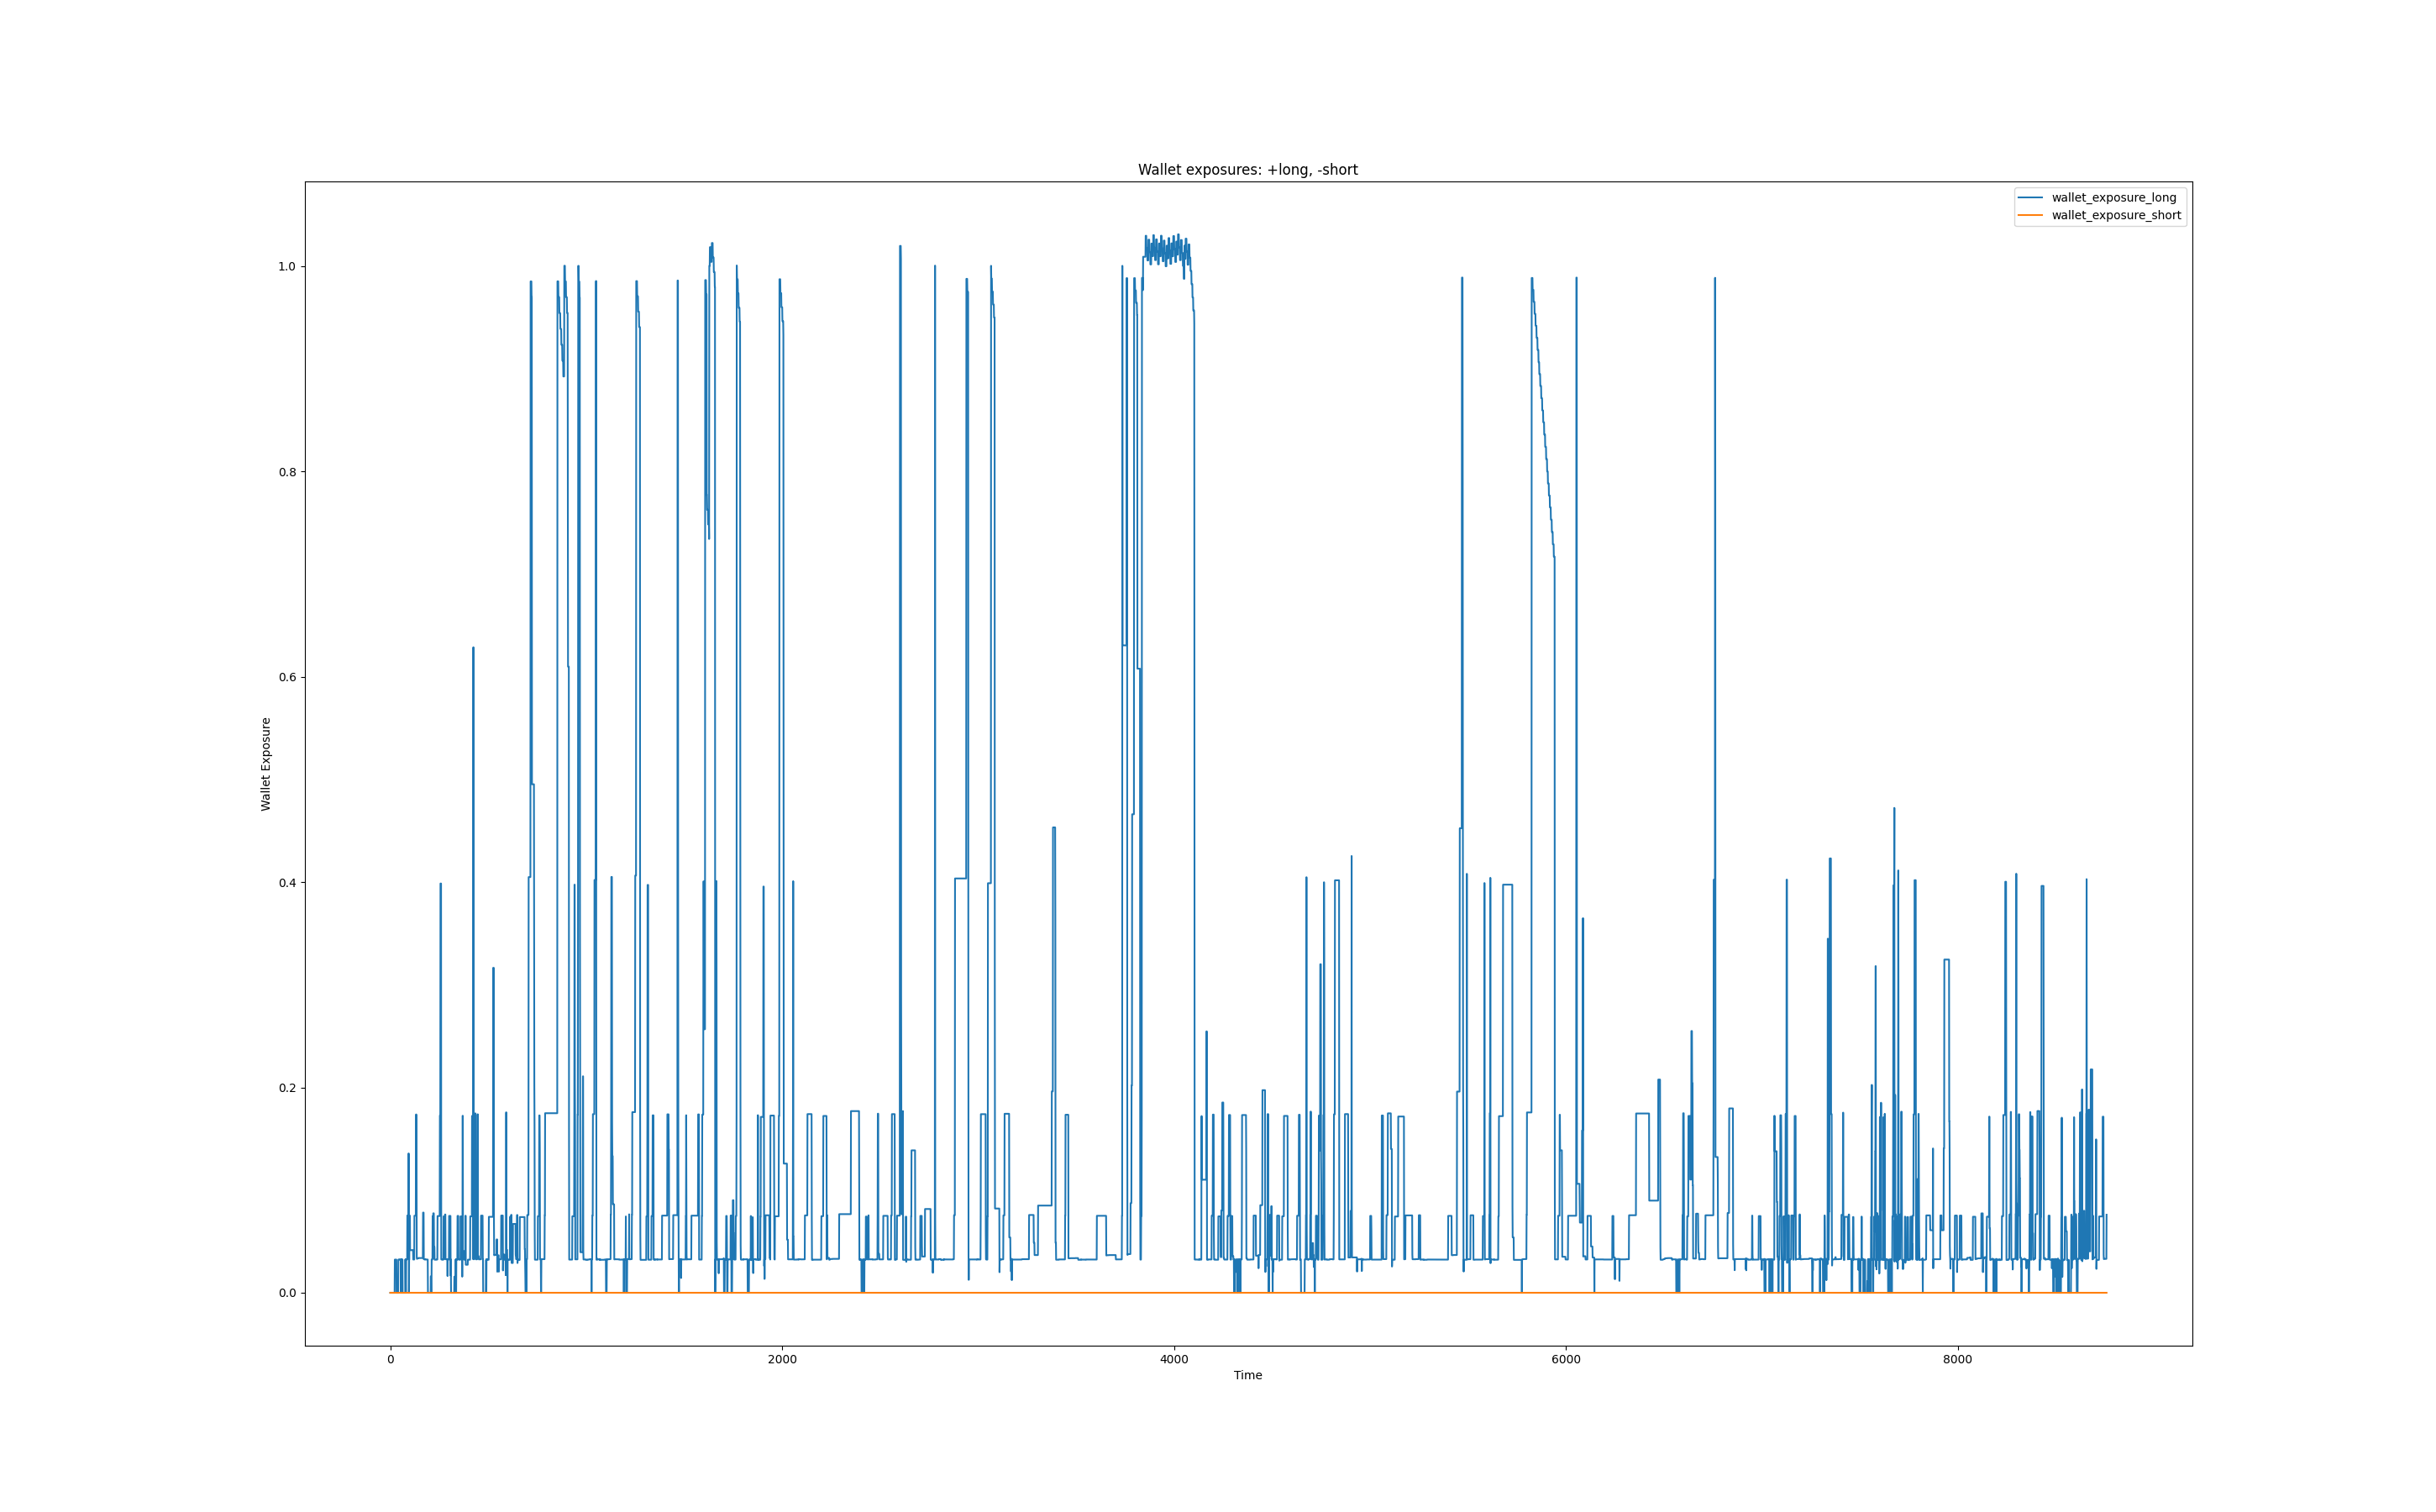 Wallet exposures: +long, -short
wallet_exposure_long
wallet_exposure_short
1.0
0.8
0.6
0.4
0.2
0.0
Wallet Exposure
0 2000 4000 6000 8000
Time